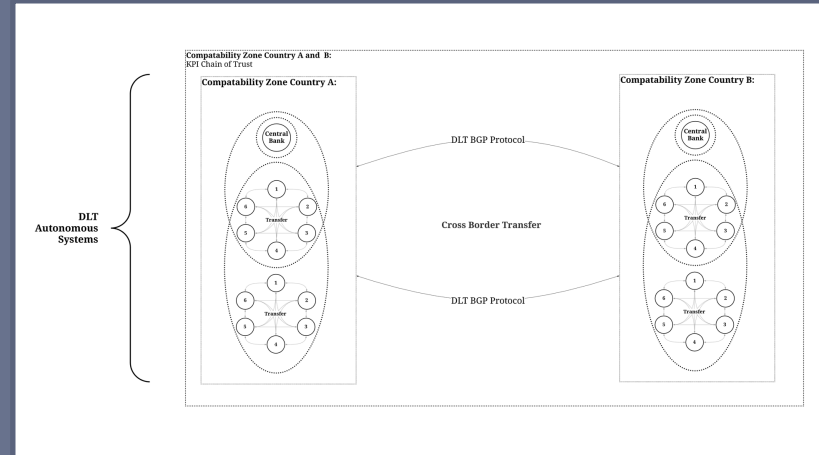 Compatability Zone Country A and  B:
KPI Chain of Trust
Compatability Zone Country A:
Compatability Zone Country B:
Central
Bank
1
6
2
Transfer
5
3
4
1
6
2
Transfer
5
3
4
DLT BGP Protocol
Cross Border Transfer
DLT BGP Protocol
Central
Bank
1
6
2
Transfer
5
3
4
1
6
2
Transfer
5
3
4
DLT
Autonomous
Systems